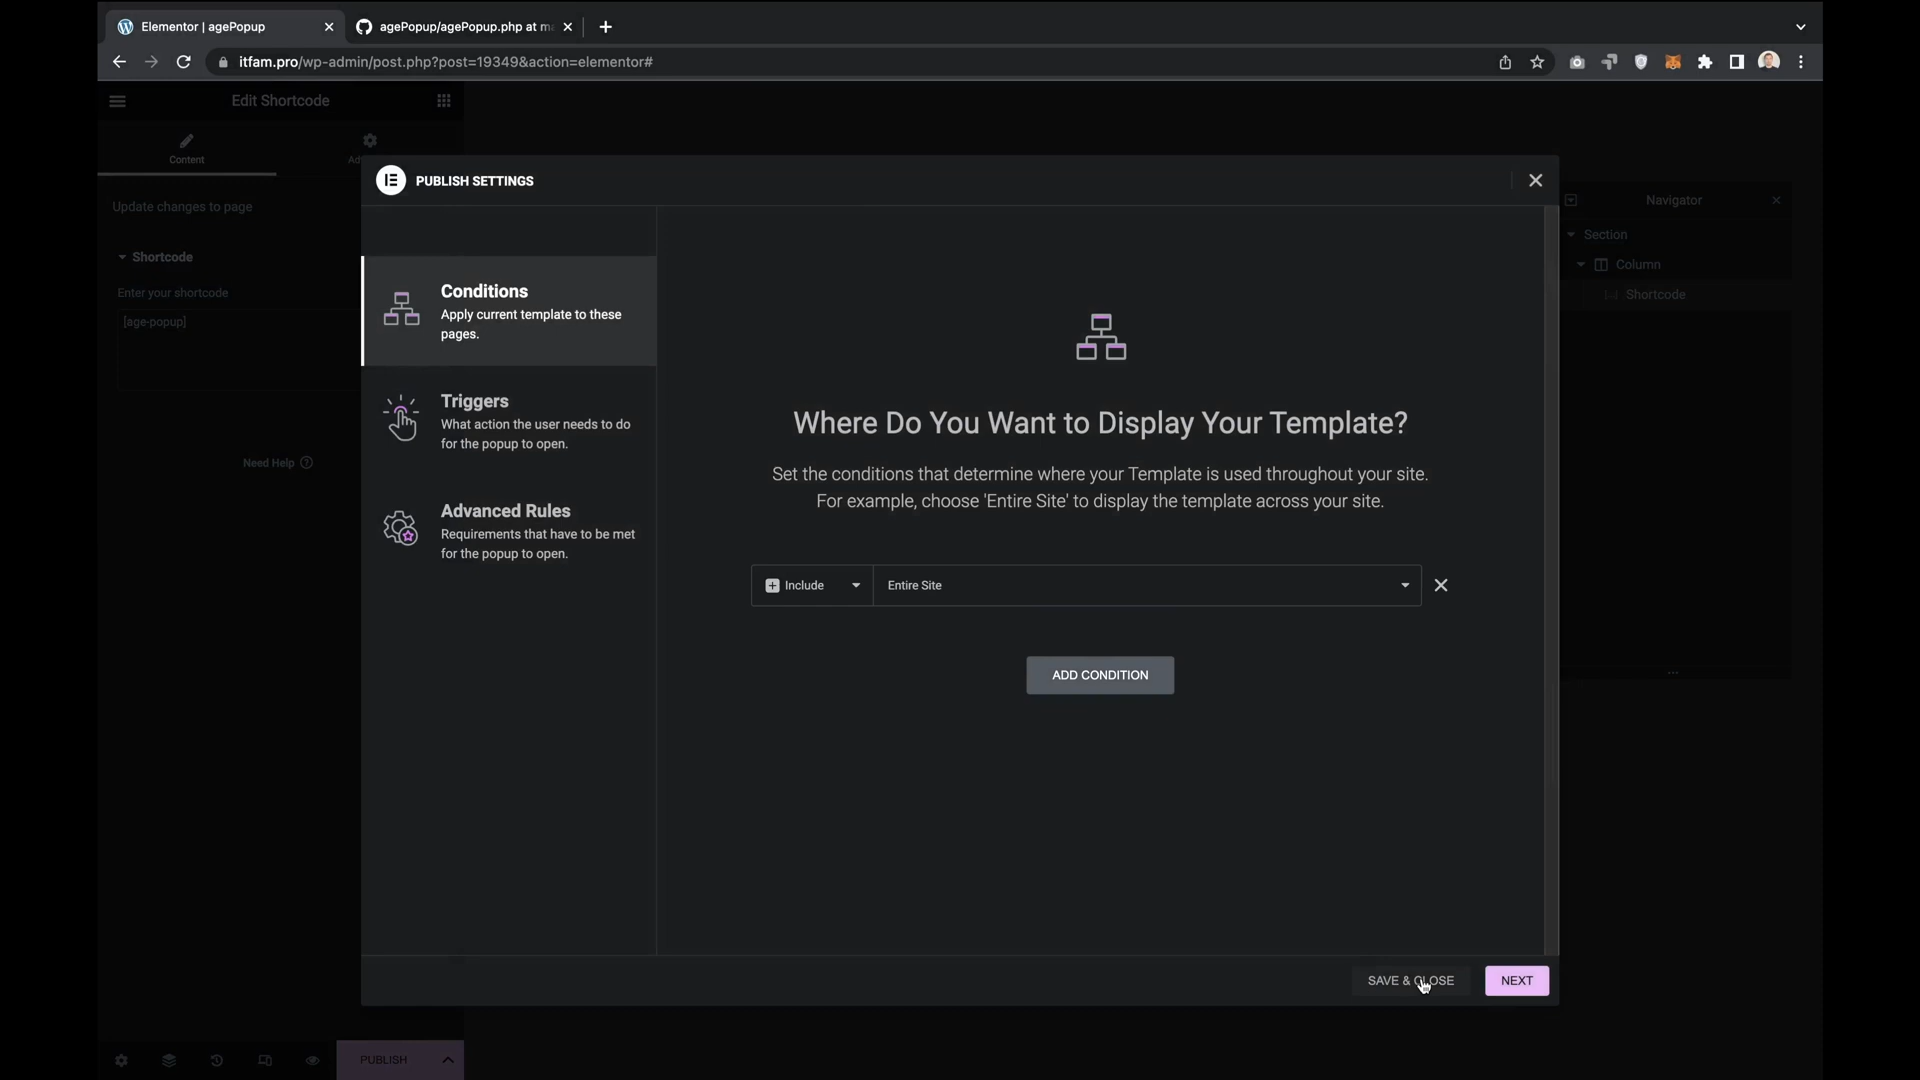 Elementor | agePopup
agePopup/agePopup.php at m
itfam.pro/wp-admin/post.php?post=19349&action=elementor#
Edit Shortcode
Content
Update changes to page
Shortcode
Enter your shortcode
[age-popup]
Need Help
PUBLISH SETTINGS
Conditions
Apply current template to these
pages.
Triggers
What action the user needs to do
for the popup to open.
Advanced Rules
Requirements that have to be met
for the popup to open.
Where Do You Want to Display Your Template?
Set the conditions that determine where your Template is used throughout your site.
For example, choose 'Entire Site' to display the template across your site.
Include
Entire Site
ADD CONDITION
SAVE & CLOSE
NEXT
Navigator
Section
Column
Shortcode
PUBLISH